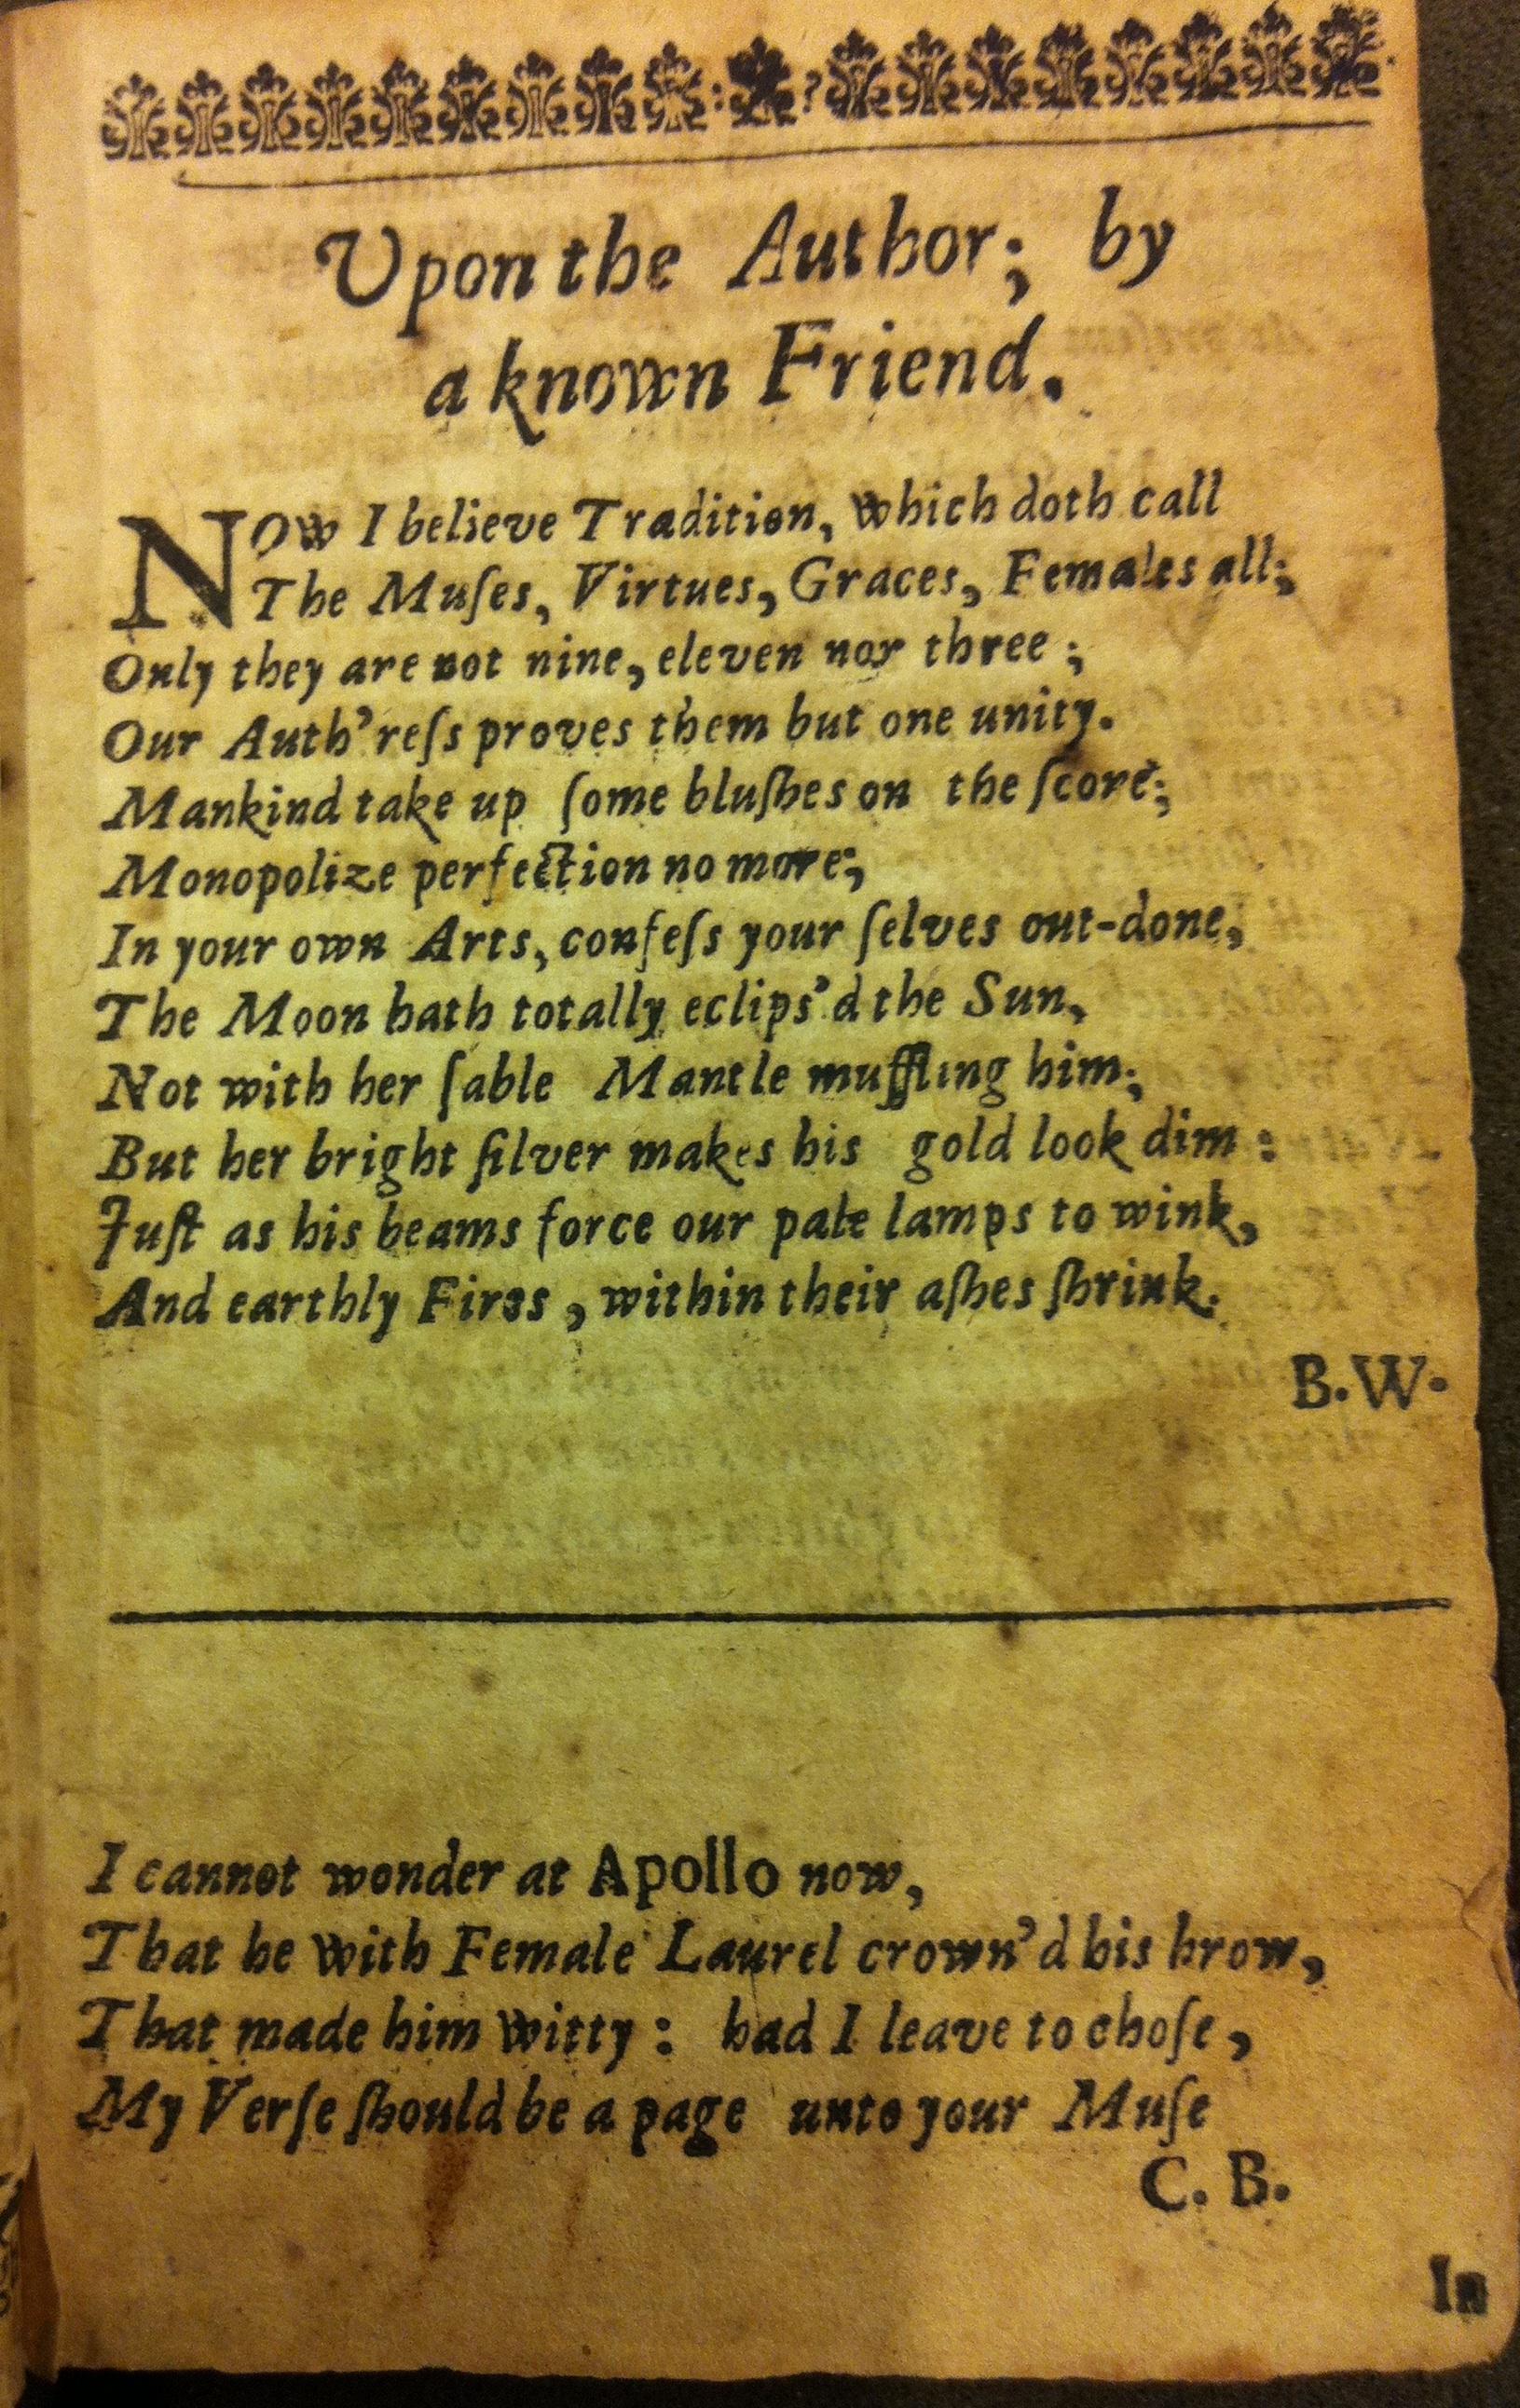 Upon the Author; by
a known Friend.
NOw I believe Tradition, which doth call
The Muſes, Virtues, Graces, Females all;
Only they are not nine, eleven nor three;
Our Auth'reſs proves them but one unity.
Mankind take up ſome bluſhes on the ſcore;
Monopolize perfection no more;
In your own Arts, confeſs your ſelves out-done,
The Moon hath totally eclips'd the Sun,
Not with her ſable Mantle muffling him;
But her bright ſilver makes his gold look dim:
Juſt as his beams force our pale lamps to wink,
And earthly Fires, within their aſhes ſhrink.
B. W.
I cannot wonder at Apollo now,
That he with Female Laurel crown'd his brow,
That made him witty: had I leave to choſe,
My Verſe ſhould be a page unto your Muſe
C. B.
In